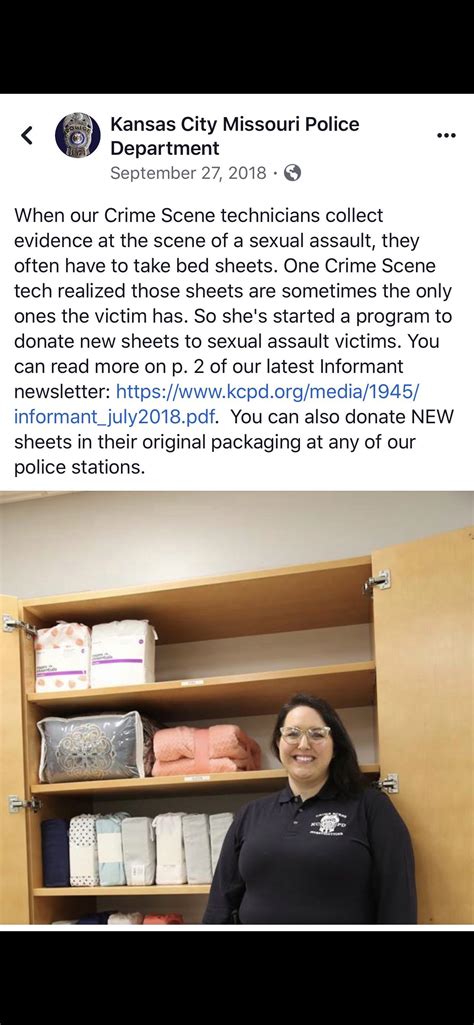 Kansas City Missouri Police
Department
September 27, 2018 ·
When our Crime Scene technicians collect
evidence at the scene of a sexual assault, they
often have to take bed sheets. One Crime Scene
tech realized those sheets are sometimes the only
ones the victim has. So she's started a program to
donate new sheets to sexual assault victims. You
can read more on p. 2 of our latest Informant
newsletter: https://www.kcpd.org/media/1945/
informant_july2018.pdf. You can also donate NEW
sheets in their original packaging at any of our
police stations.